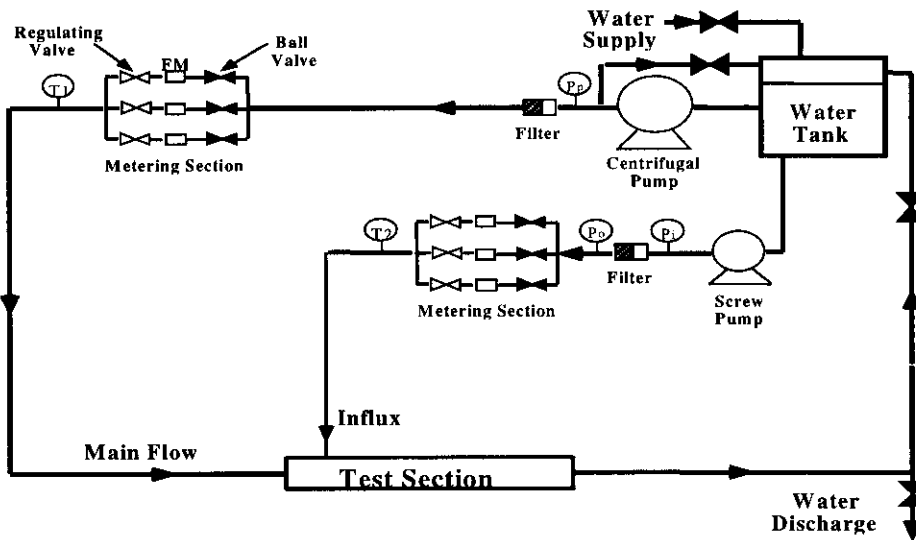 Water
Supply
Regulating
Valve
FM
Ball
Valve
T1
Pp
Filter
Centrifugal
Pump
Water
Tank
Metering Section
T2
Po
Pi
Filter
Metering Section
Screw
Pump
Influx
Main Flow
Test Section
Water
Discharge